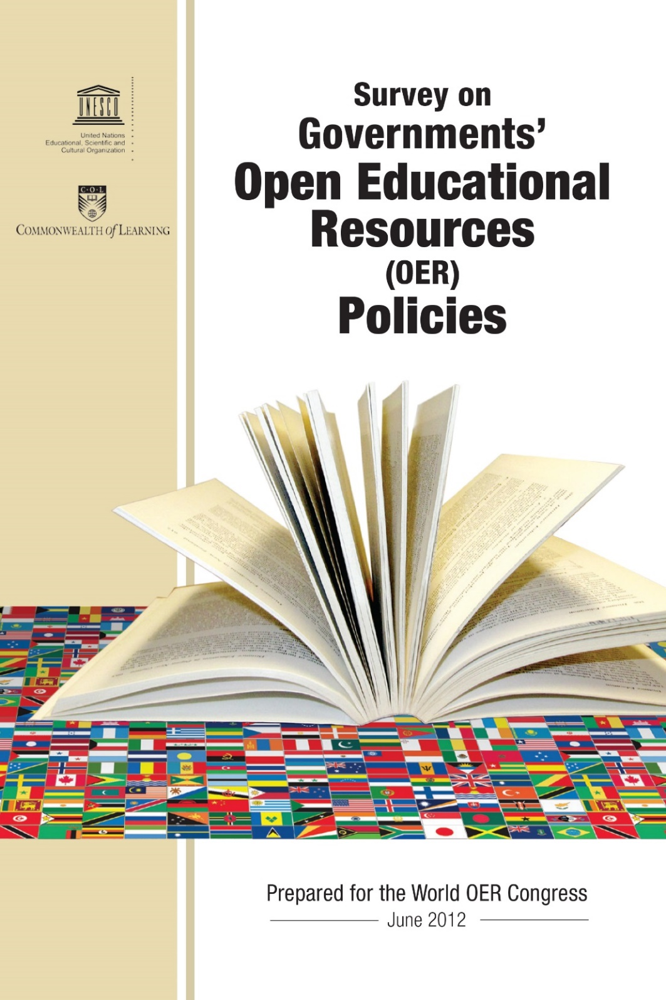 UNESCO
United Nations
Educational, Scientific and
Cultural Organization
C·O·L
COMMONWEALTH of LEARNING
Survey on
Governments’
Open Educational
Resources
(OER)
Policies
Prepared for the World OER Congress
June 2012